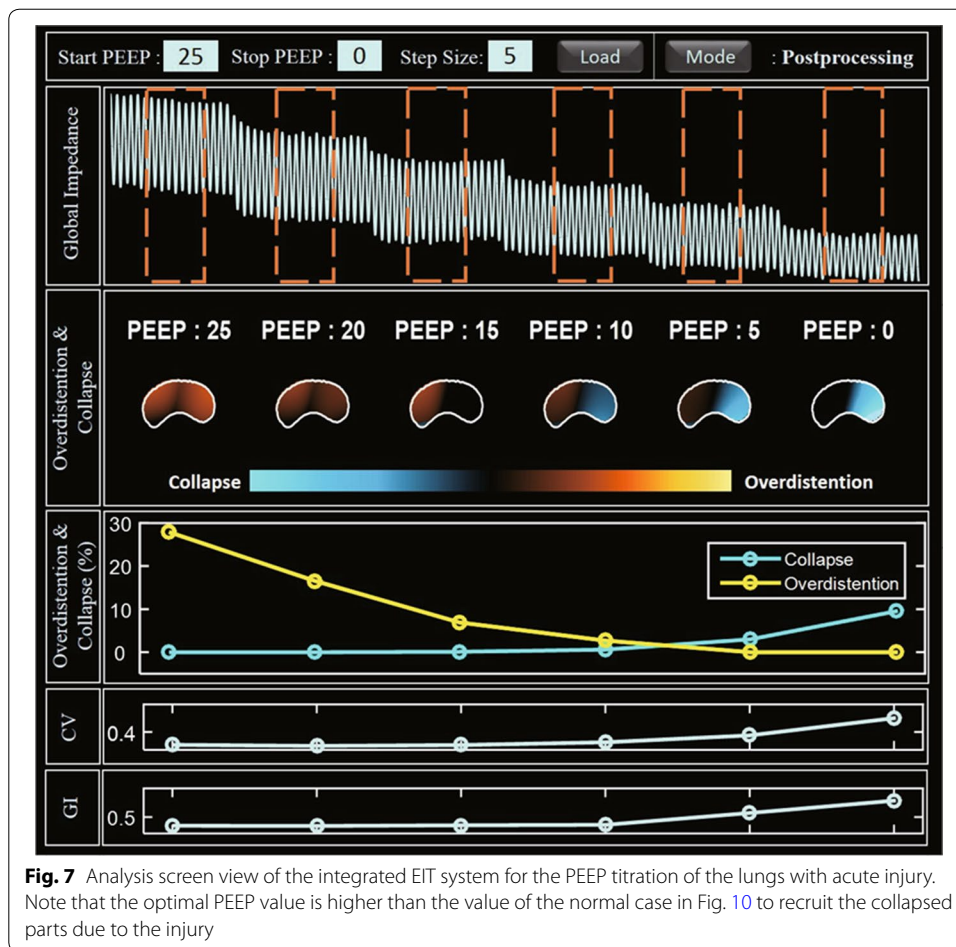 Start PEEP : 25 Stop PEEP : 0 Step Size: 5 Load Mode : Postprocessing
Global Impedance
Overdistention &
Collapse
PEEP : 25 PEEP : 20 PEEP : 15 PEEP : 10 PEEP : 5 PEEP : 0
Collapse Overdistention
Overdistention &
Collapse (%)
30
20
10
0
Collapse
Overdistention
CV
0.4
GI
0.5
Fig. 7 Analysis screen view of the integrated EIT system for the PEEP titration of the lungs with acute injury.
Note that the optimal PEEP value is higher than the value of the normal case in Fig. 10 to recruit the collapsed
parts due to the injury